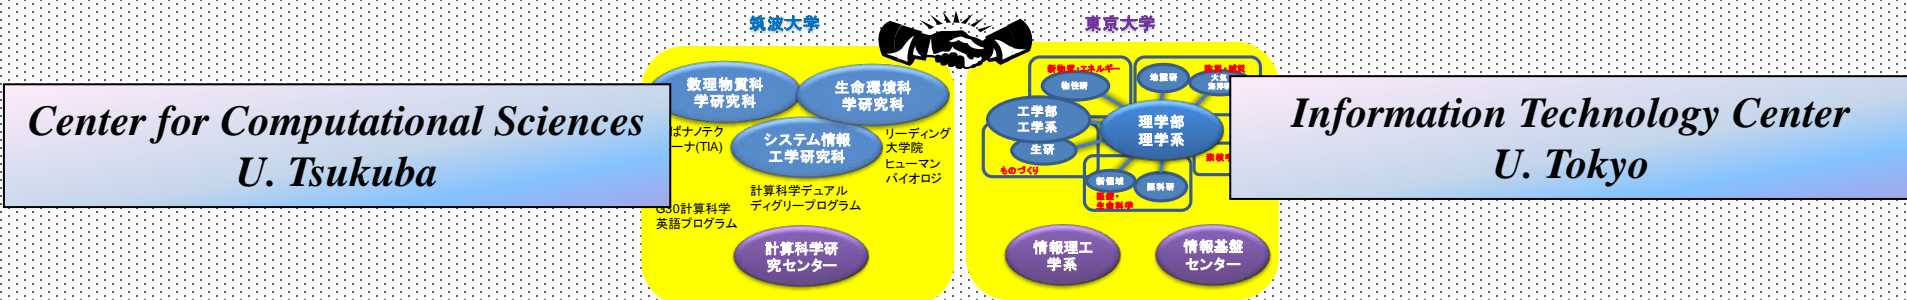 筑波大学
東京大学
Center for Computational Sciences
U. Tsukuba
数理物質科
学研究科
生命環境科
学研究科
システム情報
工学研究科
ばナノテク
ーナ(TIA)
リーディング
大学院
ヒューマン
バイオロジ
計算科学デュアル
ディグリープログラム
G30計算科学
英語プログラム
計算科学研
究センター
新物質・エネルギー
物性研
地震研
大気
工学部
工学系
理学部
理学系
生研
ものづくり
新領域
医科研
医療・
生命科学
情報理工
学系
情報基盤
センター
Information Technology Center
U. Tokyo